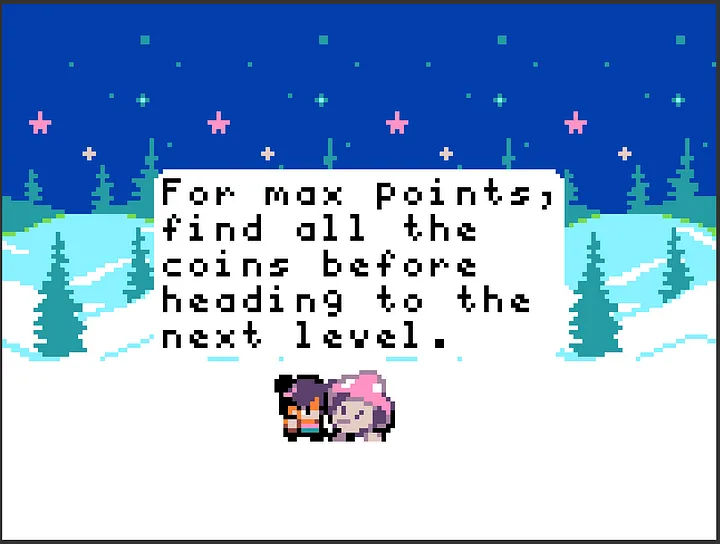 For max points,
find all the
coins before
heading to the
next level.